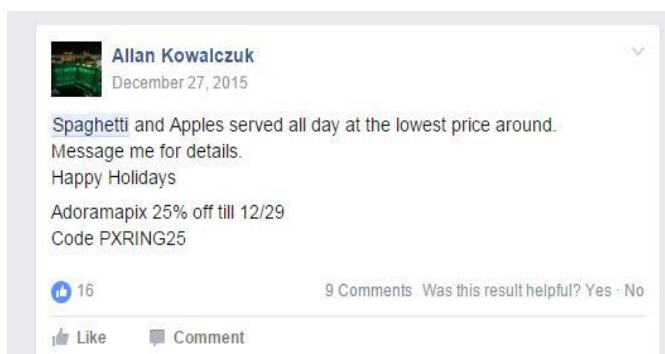 Allan Kowalczuk
December 27, 2015
Spaghetti and Apples served all day at the lowest price around.
Message me for details.
Happy Holidays
Adoramapix 25% off till 12/29
Code PXRING25
16
9 Comments Was this result helpful? Yes · No
Like Comment